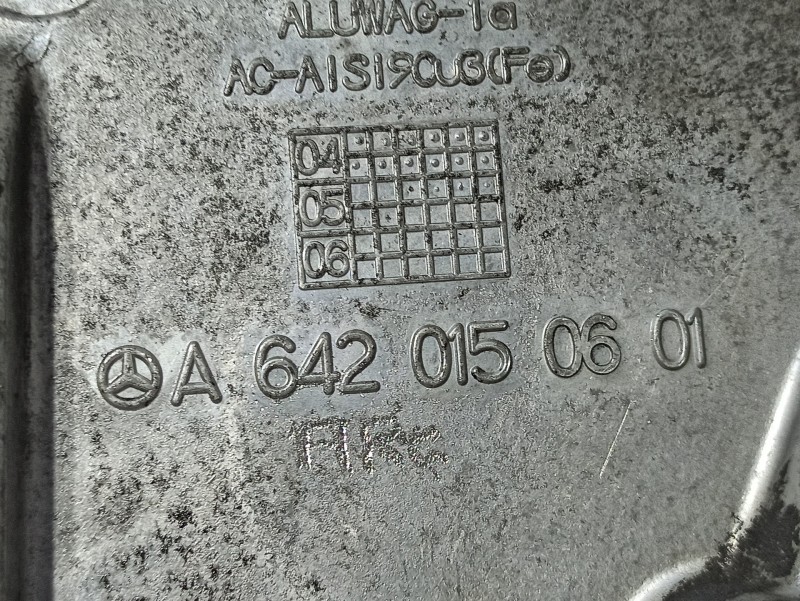 ALUWAG-1a
AC-AlSi9Cu3(Fe)
04
05
06
A 642 015 06 01